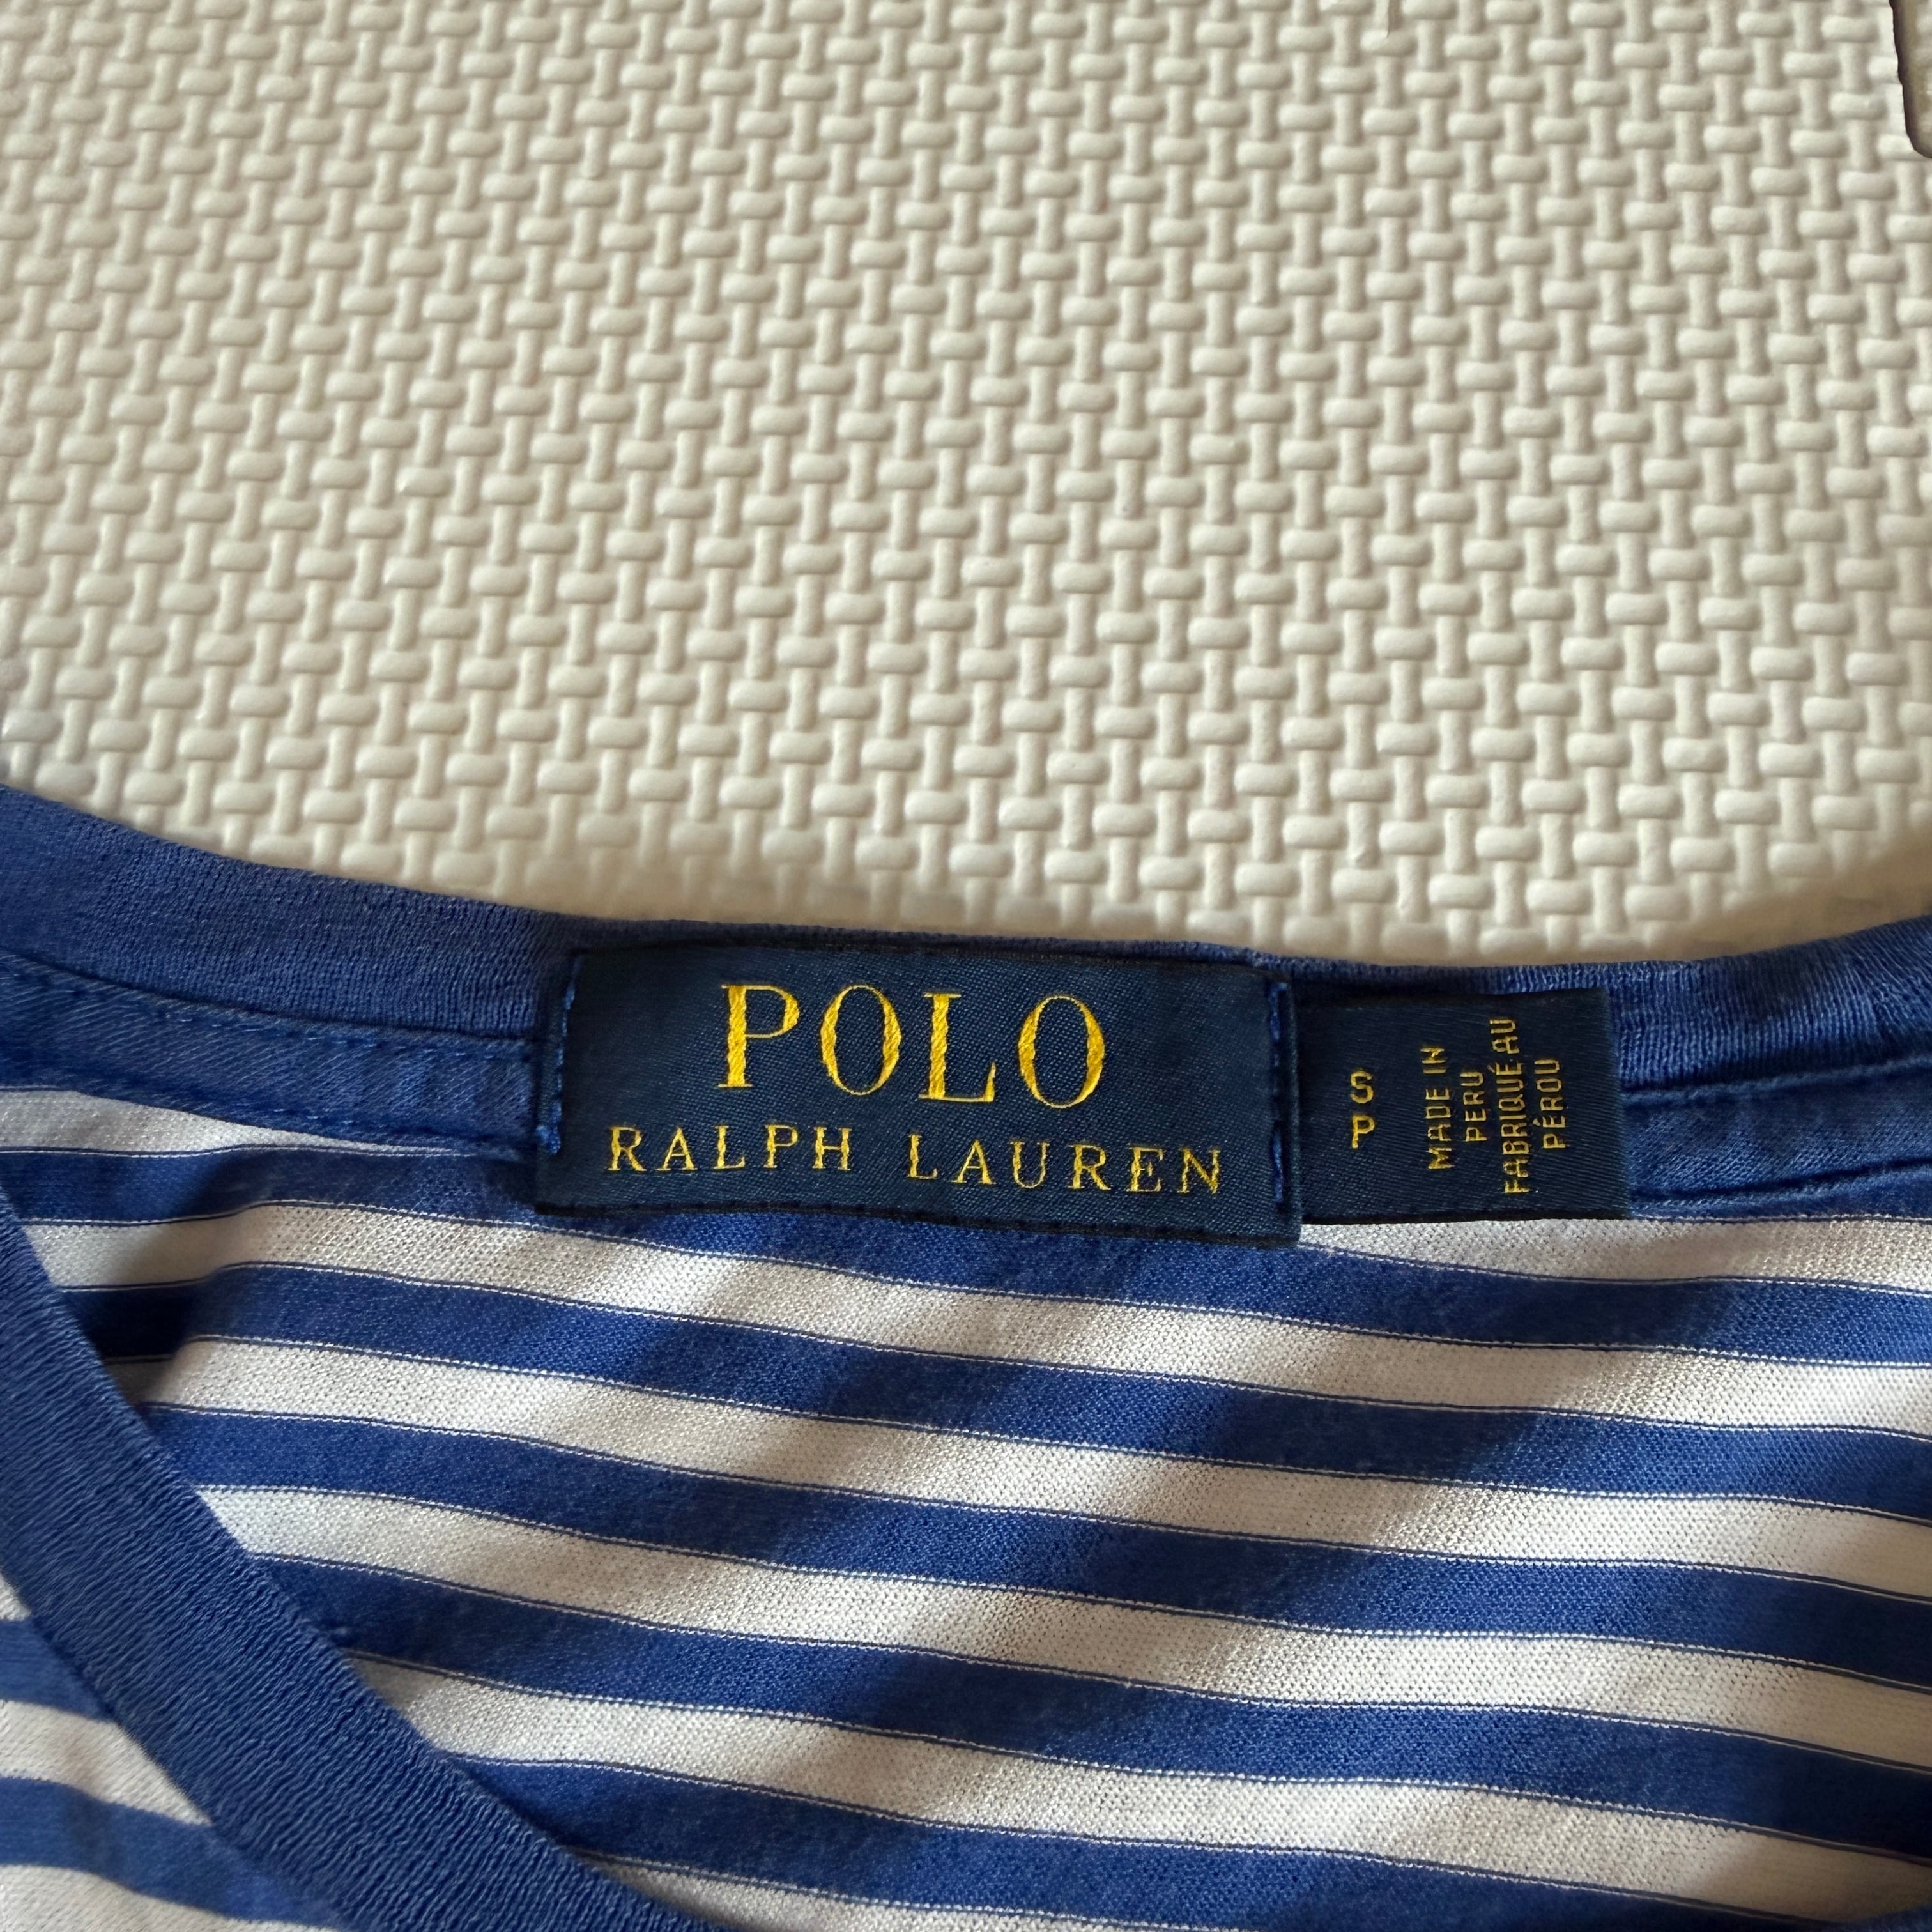 POLO
RALPH LAUREN
S
P
MADE IN
PERU
FABRIQUÉ AU
PÉROU